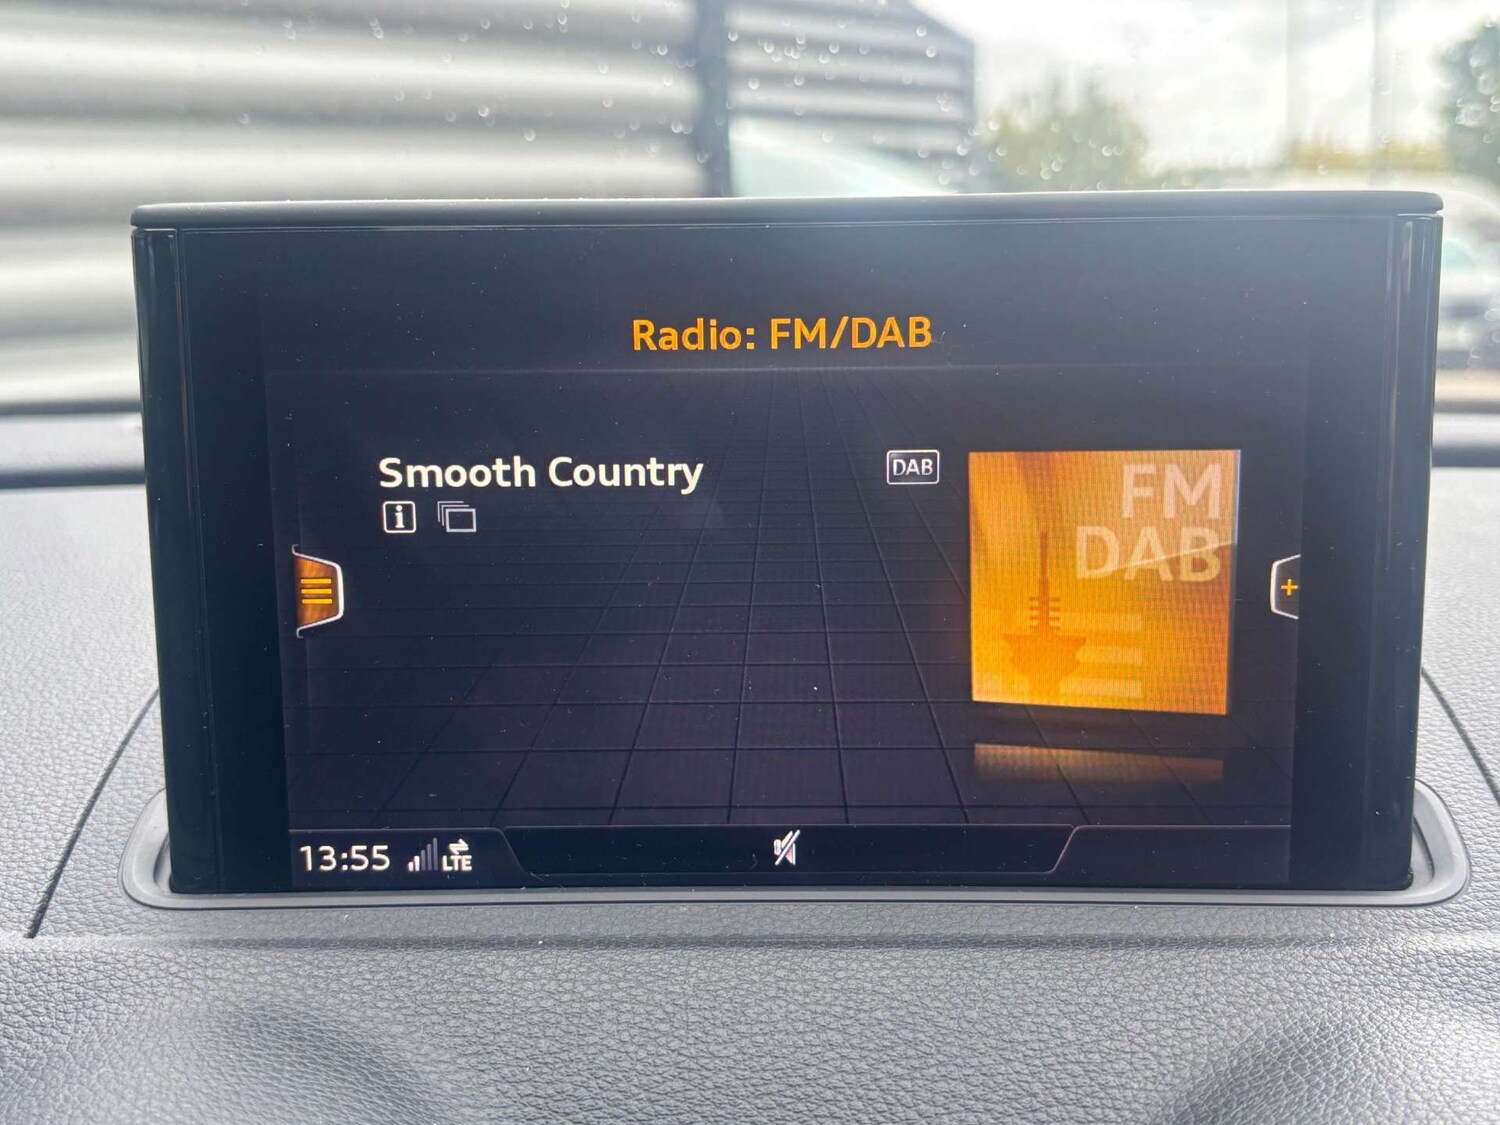 Radio: FM/DAB
Smooth Country
DAB
i
FM
DAB
13:55 LTE